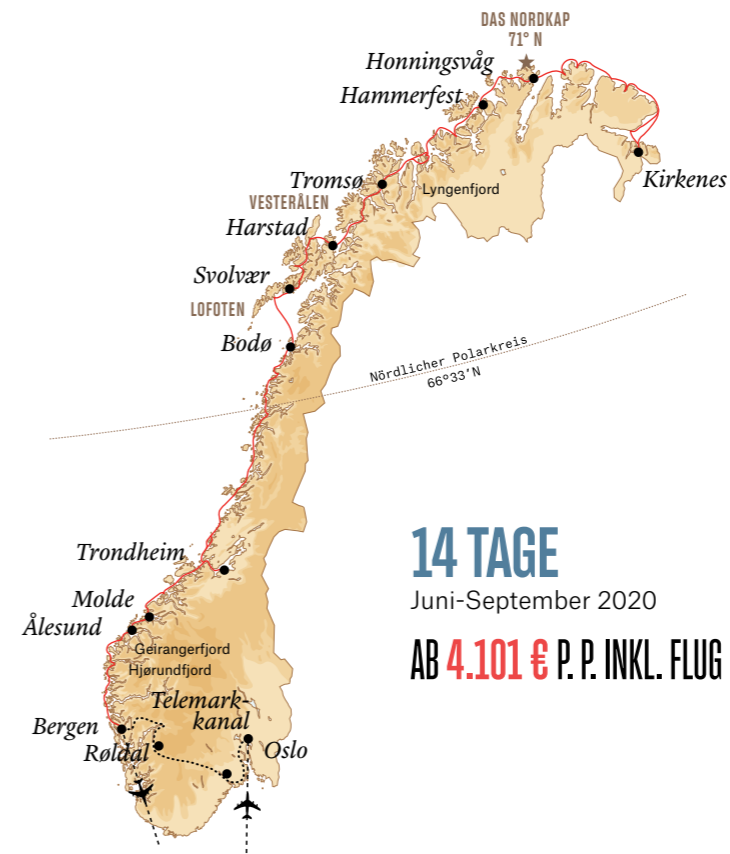 DAS NORDKAP
71° N
Honningsvåg
Hammerfest
Tromsø
Lyngenfjord
Kirkenes
VESTERÅLEN
Harstad
Svolvær
LOFOTEN
Bodø
Nördlicher Polarkreis
66°33'N
Trondheim
14 TAGE
Juni-September 2020
AB 4.101 € P. P. INKL. FLUG
Molde
Ålesund
Geirangerfjord
Hjørundfjord
Telemark-
kanal
Bergen
Røldal
Oslo